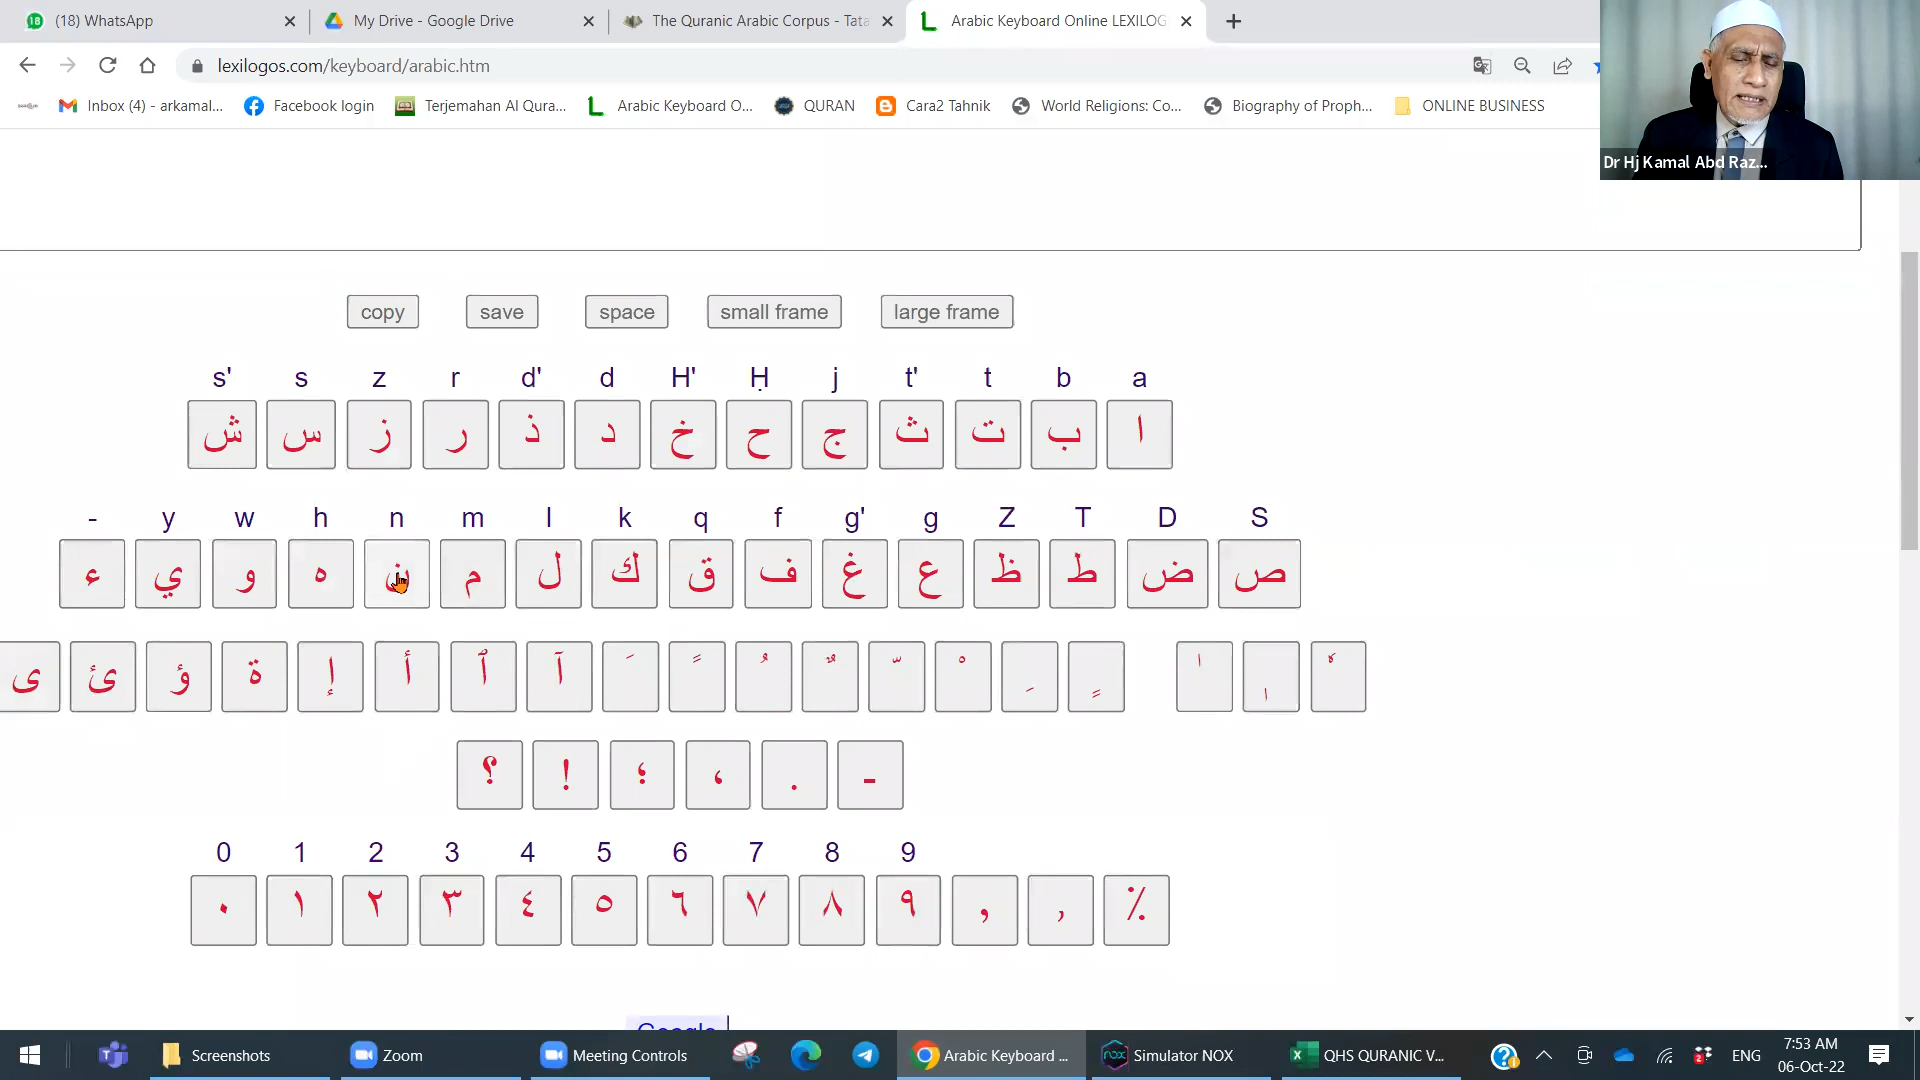 (18) WhatsApp
My Drive - Google Drive
The Quranic Arabic Corpus - Tata
Arabic Keyboard Online LEXILOG
lexilogos.com/keyboard/arabic.htm
Inbox (4) - arkamal...
Facebook login
Terjemahan Al Qura...
Arabic Keyboard O...
QURAN
Cara2 Tahnik
World Religions: Co...
Biography of Proph...
ONLINE BUSINESS
Dr Hj Kamal Abd Raz...
copy save space small frame large frame
s' s z r d' d H' Ḥ j t' t b a
ش س ز ر ذ د خ ح ج ث ت ب ا
- y w h n m l k q f g' g Z T D S
ء ي و ه ن م ل ك ق ف غ ع ظ ط ض ص
ى ئ ؤ ة إ أ ٱ آ َ ً ُ ٌ ّ ْ ِ ٍ ٰ ٖ
؟ ! ؛ ، . -
0 1 2 3 4 5 6 7 8 9
٠ ١ ٢ ٣ ٤ ٥ ٦ ٧ ٨ ٩ , ٪
Google
Screenshots
Zoom
Meeting Controls
Arabic Keyboard ...
Simulator NOX
QHS QURANIC V...
ENG
7:53 AM
06-Oct-22